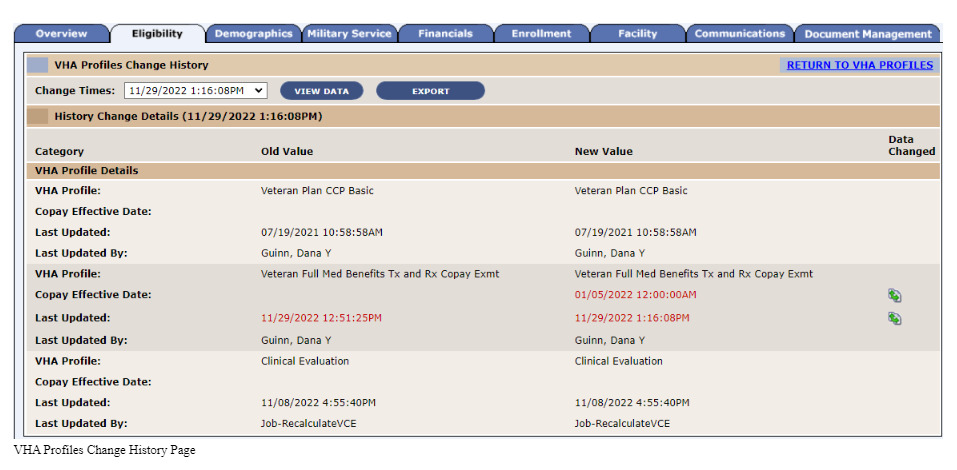 Overview Eligibility Demographics Military Service Financials Enrollment Facility Communications Document Management
VHA Profiles Change History RETURN TO VHA PROFILES
Change Times: 11/29/2022 1:16:08PM VIEW DATA EXPORT
History Change Details (11/29/2022 1:16:08PM)
Category Old Value New Value Data Changed
VHA Profile Details
VHA Profile: Veteran Plan CCP Basic Veteran Plan CCP Basic
Copay Effective Date:
Last Updated: 07/19/2021 10:58:58AM 07/19/2021 10:58:58AM
Last Updated By: Guinn, Dana Y Guinn, Dana Y
VHA Profile: Veteran Full Med Benefits Tx and Rx Copay Exmt Veteran Full Med Benefits Tx and Rx Copay Exmt
Copay Effective Date: 01/05/2022 12:00:00AM
Last Updated: 11/29/2022 12:51:25PM 11/29/2022 1:16:08PM
Last Updated By: Guinn, Dana Y Guinn, Dana Y
VHA Profile: Clinical Evaluation Clinical Evaluation
Copay Effective Date:
Last Updated: 11/08/2022 4:55:40PM 11/08/2022 4:55:40PM
Last Updated By: Job-RecalculateVCE Job-RecalculateVCE
VHA Profiles Change History Page